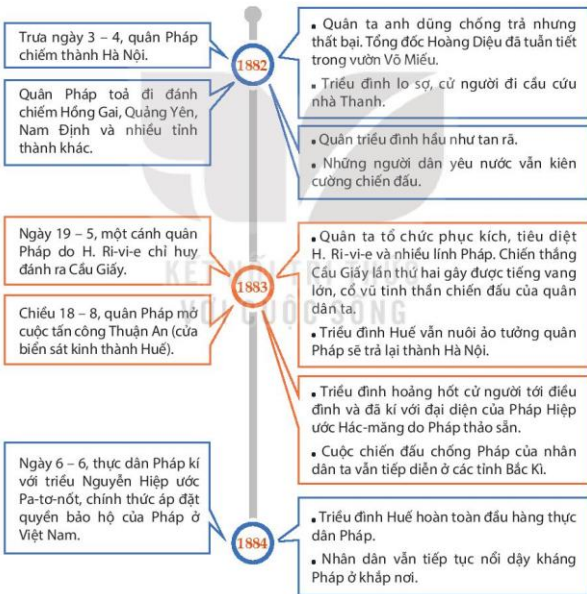 Trưa ngày 3 – 4, quân Pháp
chiếm thành Hà Nội.
Quân Pháp toả đi đánh
chiếm Hồng Gai, Quảng Yên,
Nam Định và nhiều tỉnh
thành khác.
1882
▪ Quân ta anh dũng chống trả nhưng
thất bại. Tổng đốc Hoàng Diệu đã tuẫn tiết
trong vườn Võ Miếu.
▪ Triều đình lo sợ, cử người đi cầu cứu
nhà Thanh.
▪ Quân triều đình hầu như tan rã.
▪ Những người dân yêu nước vẫn kiên
cường chiến đấu.
Ngày 19 – 5, một cánh quân
Pháp do H. Ri-vi-e chỉ huy
đánh ra Cầu Giấy.
Chiều 18 – 8, quân Pháp mở
cuộc tấn công Thuận An (cửa
biển sát kinh thành Huế).
1883
▪ Quân ta tổ chức phục kích, tiêu diệt
H. Ri-vi-e và nhiều lính Pháp. Chiến thắng
Cầu Giấy lần thứ hai gây được tiếng vang
lớn, cổ vũ tinh thần chiến đấu của quân
dân ta.
▪ Triều đình Huế vẫn nuôi ảo tưởng quân
Pháp sẽ trả lại thành Hà Nội.
▪ Triều đình hoảng hốt cử người tới điều
đình và đã kí với đại diện của Pháp Hiệp
ước Hác-măng do Pháp thảo sẵn.
▪ Cuộc chiến đấu chống Pháp của nhân
dân ta vẫn tiếp diễn ở các tỉnh Bắc Kì.
KẾT NỐI TRI THỨC
VỚI CUỘC SỐNG
Ngày 6 – 6, thực dân Pháp kí
với triều Nguyễn Hiệp ước
Pa-tơ-nốt, chính thức áp đặt
quyền bảo hộ của Pháp ở
Việt Nam.
1884
▪ Triều đình Huế hoàn toàn đầu hàng thực
dân Pháp.
▪ Nhân dân vẫn tiếp tục nổi dậy kháng
Pháp ở khắp nơi.